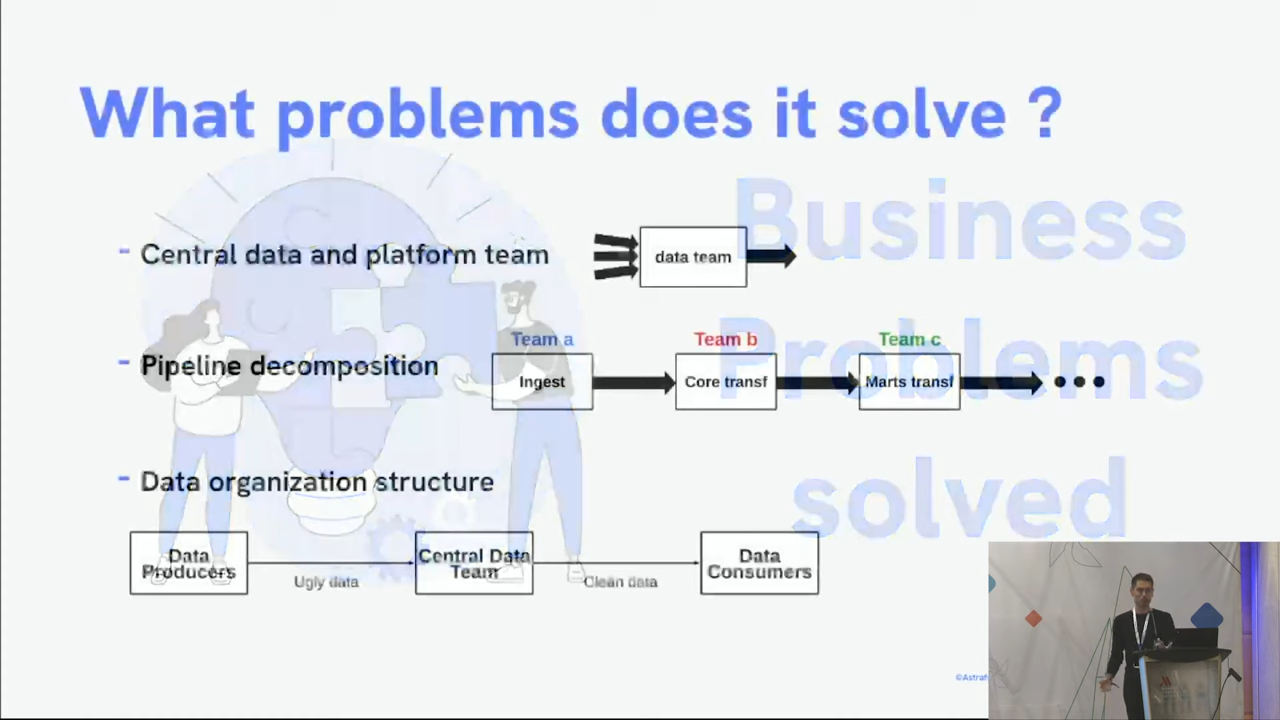 What problems does it solve ?
Business
- Central data and platform team
data team
Problems
Team a
Team b
Team c
- Pipeline decomposition
Ingest
Core transf
Marts transf
solved
- Data organization structure
Data
Producers
Ugly data
Central Data
Team
Clean data
Data
Consumers